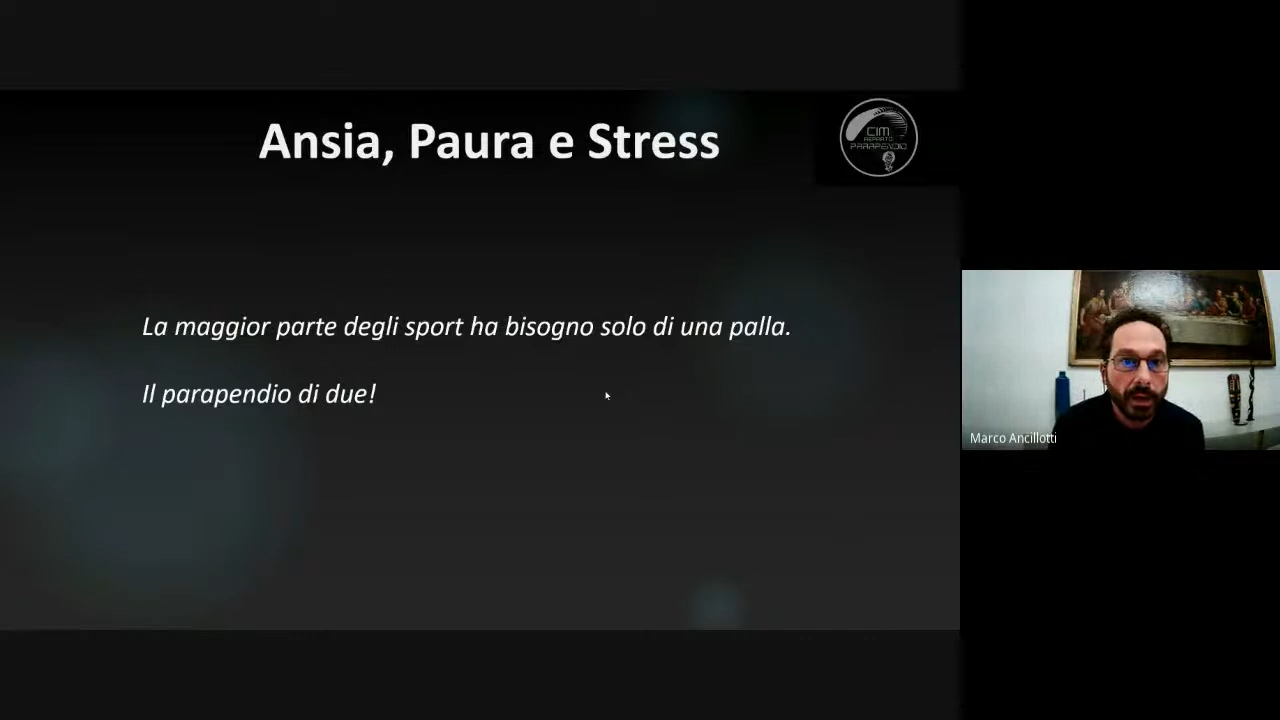 Ansia, Paura e Stress
CIM
REPARTO
PARAPENDIO
La maggior parte degli sport ha bisogno solo di una palla.
Il parapendio di due!
Marco Ancillotti